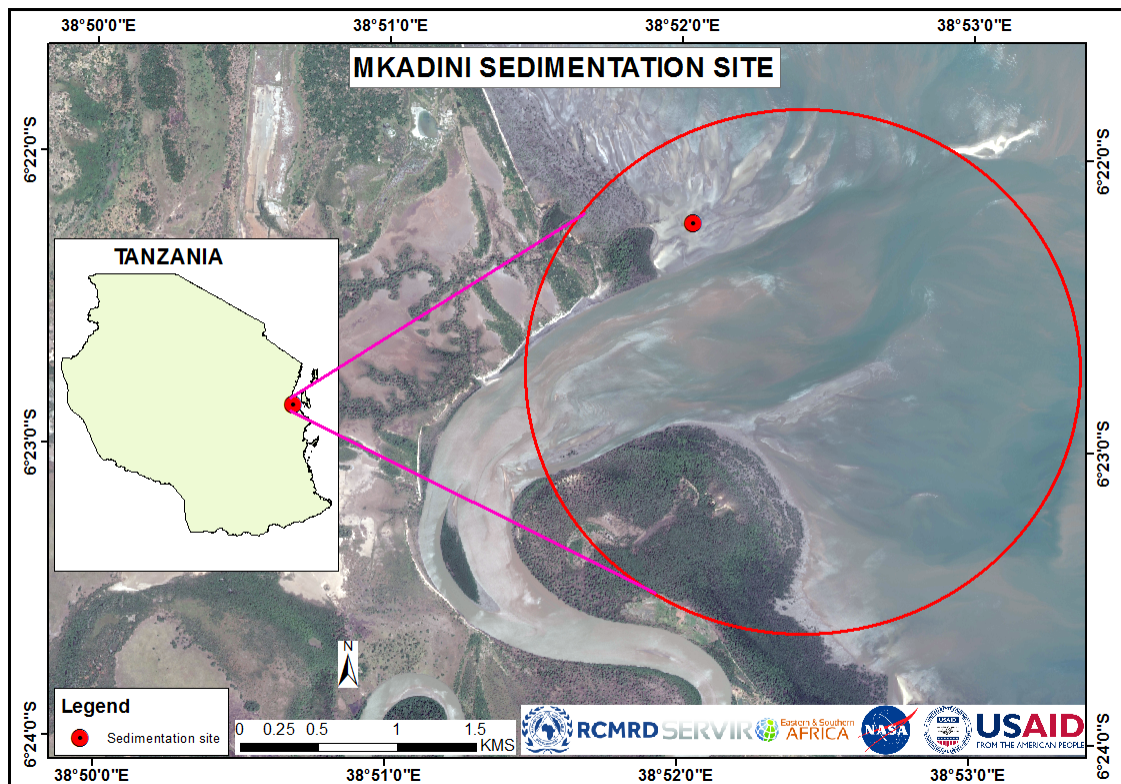 38°50'0"E 38°51'0"E 38°52'0"E 38°53'0"E
MKADINI SEDIMENTATION SITE
6°22'0"S 6°22'0"S
TANZANIA
6°23'0"S 6°23'0"S
N
Legend
Sedimentation site
0 0.25 0.5 1 1.5
KMS
RCMRD SERVIR Eastern & Southern
AFRICA
NASA
USAID
USAID
FROM THE AMERICAN PEOPLE
6°24'0"S 6°24'0"S
38°50'0"E 38°51'0"E 38°52'0"E 38°53'0"E